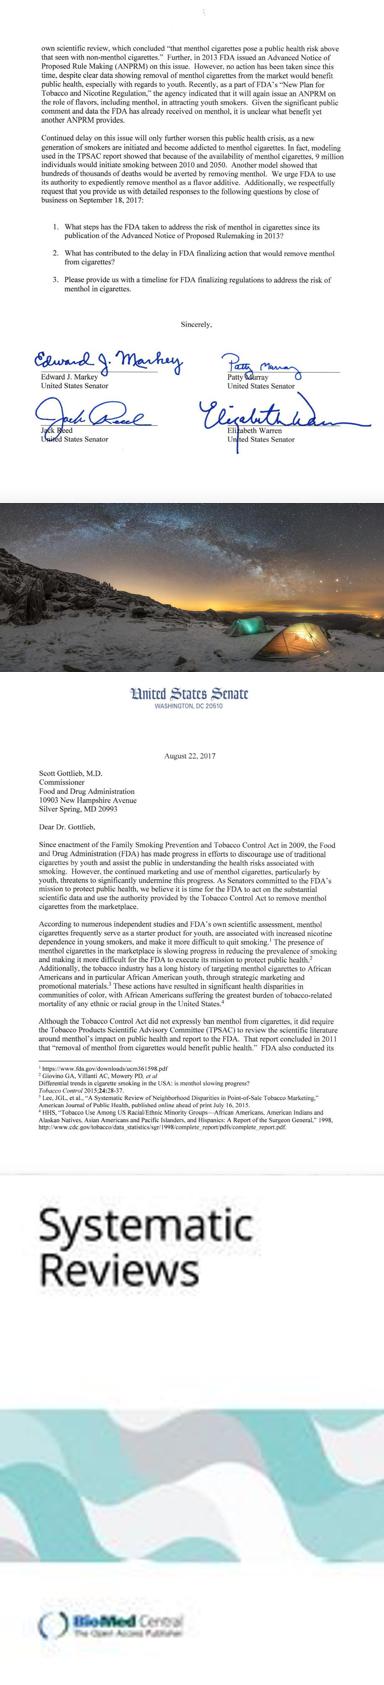 own scientific review, which concluded "that menthol cigarettes pose a public health risk above
that seen with non-menthol cigarettes." Further, in 2013 FDA issued an Advanced Notice of
Proposed Rule Making (ANPRM) on this issue. However, no action has been taken since this
time, despite clear data showing removal of menthol cigarettes from the market would benefit
public health, especially with regards to youth. Recently, as a part of FDA's "New Plan for
Tobacco and Nicotine Regulation," the agency indicated that it will again issue an ANPRM on
the role of flavors, including menthol, in attracting youth smokers. Given the significant public
comment and data the FDA has already received on menthol, it is unclear what benefit yet
another ANPRM provides.
Continued delay on this issue will only further worsen this public health crisis, as a new
generation of smokers are initiated and become addicted to menthol cigarettes. In fact, modeling
used in the TPSAC report showed that because of the availability of menthol cigarettes, 9 million
individuals would initiate smoking between 2010 and 2050. Another model showed that
hundreds of thousands of deaths would be averted by removing menthol. We urge FDA to use
its authority to expediently remove menthol as a flavor additive. Additionally, we respectfully
request that you provide us with detailed responses to the following questions by close of
business on September 18, 2017:
1. What steps has the FDA taken to address the risk of menthol in cigarettes since its
publication of the Advanced Notice of Proposed Rulemaking in 2013?
2. What has contributed to the delay in FDA finalizing action that would remove menthol
from cigarettes?
3. Please provide us with a timeline for FDA finalizing regulations to address the risk of
menthol in cigarettes.
Sincerely,
Edward J. Markey
Edward J. Markey
United States Senator
Patty Murray
Patty Murray
United States Senator
Jack Reed
Jack Reed
United States Senator
Elizabeth Warren
Elizabeth Warren
United States Senator
United States Senate
WASHINGTON, DC 20510
August 22, 2017
Scott Gottlieb, M.D.
Commissioner
Food and Drug Administration
10903 New Hampshire Avenue
Silver Spring, MD 20993
Dear Dr. Gottlieb,
Since enactment of the Family Smoking Prevention and Tobacco Control Act in 2009, the Food
and Drug Administration (FDA) has made progress in efforts to discourage use of traditional
cigarettes by youth and assist the public in understanding the health risks associated with
smoking. However, the continued marketing and use of menthol cigarettes, particularly by
youth, threatens to significantly undermine this progress. As Senators committed to the FDA's
mission to protect public health, we believe it is time for the FDA to act on the substantial
scientific data and use the authority provided by the Tobacco Control Act to remove menthol
cigarettes from the marketplace.
According to numerous independent studies and FDA's own scientific assessment, menthol
cigarettes frequently serve as a starter product for youth, are associated with increased nicotine
dependence in young smokers, and make it more difficult to quit smoking.1 The presence of
menthol cigarettes in the marketplace is slowing progress in reducing the prevalence of smoking
and making it more difficult for the FDA to execute its mission to protect public health.2
Additionally, the tobacco industry has a long history of targeting menthol cigarettes to African
Americans and in particular African American youth, through strategic marketing and
promotional materials.3 These actions have resulted in significant health disparities in
communities of color, with African Americans suffering the greatest burden of tobacco-related
mortality of any ethnic or racial group in the United States.4
Although the Tobacco Control Act did not expressly ban menthol from cigarettes, it did require
the Tobacco Products Scientific Advisory Committee (TPSAC) to review the scientific literature
around menthol's impact on public health and report to the FDA. That report concluded in 2011
that "removal of menthol from cigarettes would benefit public health." FDA also conducted its
1 https://www.fda.gov/downloads/ucm361598.pdf
2 Giovino GA, Villanti AC, Mowery PD, et al
Differential trends in cigarette smoking in the USA: is menthol slowing progress?
Tobacco Control 2015;24:28-37.
3 Lee, JGL, et al., "A Systematic Review of Neighborhood Disparities in Point-of-Sale Tobacco Marketing,"
American Journal of Public Health, published online ahead of print July 16, 2015.
4 HHS, "Tobacco Use Among US Racial/Ethnic Minority Groups—African Americans, American Indians and
Alaskan Natives, Asian Americans and Pacific Islanders, and Hispanics: A Report of the Surgeon General," 1998,
http://www.cdc.gov/tobacco/data_statistics/sgr/1998/complete_report/pdfs/complete_report.pdf.
Systematic
Reviews
BioMed Central
The Open Access Publisher